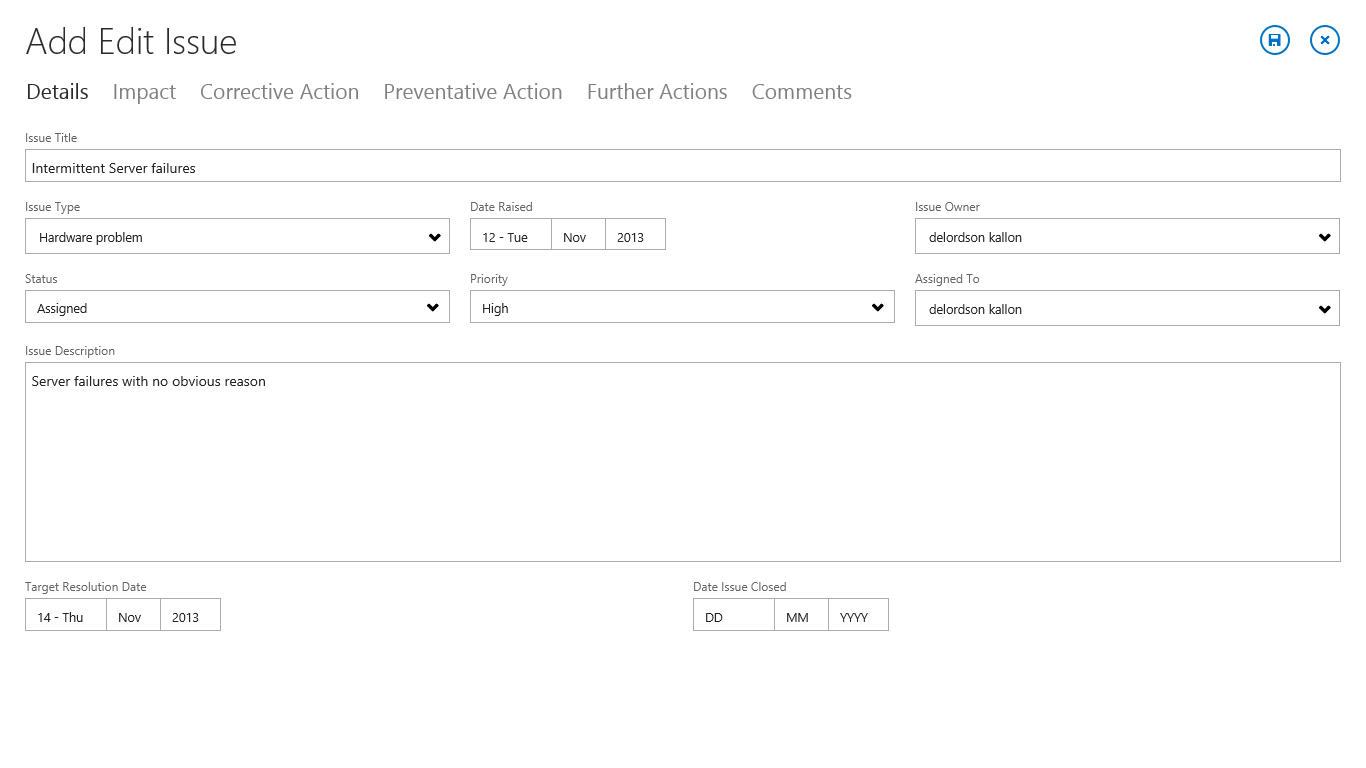 Add Edit Issue
Details Impact Corrective Action Preventative Action Further Actions Comments
Issue Title
Intermittent Server failures
Issue Type Date Raised Issue Owner
Hardware problem 12 - Tue Nov 2013 delordson kallon
Status Priority Assigned To
Assigned High delordson kallon
Issue Description
Server failures with no obvious reason
Target Resolution Date Date Issue Closed
14 - Thu Nov 2013 DD MM YYYY